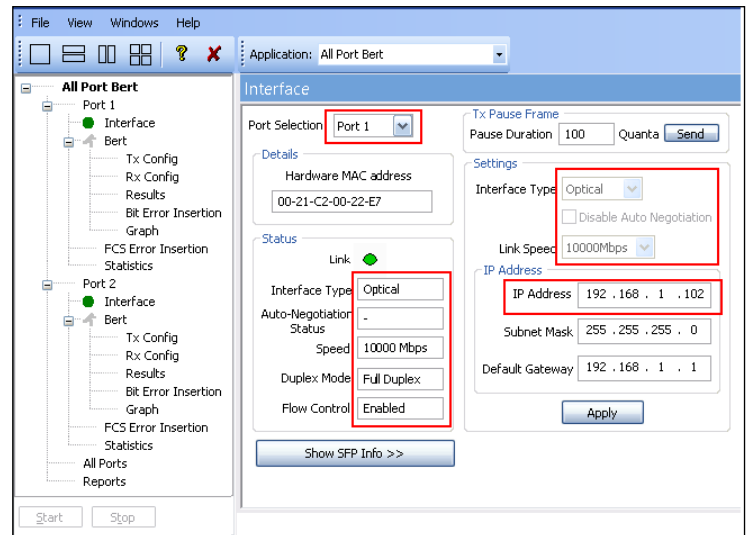 File View Windows Help
Application: All Port Bert
All Port Bert
Port 1
Interface
Bert
Tx Config
Rx Config
Results
Bit Error Insertion
Graph
FCS Error Insertion
Statistics
Port 2
Interface
Bert
Tx Config
Rx Config
Results
Bit Error Insertion
Graph
FCS Error Insertion
Statistics
All Ports
Reports
Start Stop
Interface
Port Selection Port 1
Details
Hardware MAC address
00-21-C2-00-22-E7
Status
Link
Interface Type Optical
Auto-Negotiation Status -
Speed 10000 Mbps
Duplex Mode Full Duplex
Flow Control Enabled
Show SFP Info >>
Tx Pause Frame
Pause Duration 100 Quanta Send
Settings
Interface Type Optical
Disable Auto Negotiation
Link Speed 10000Mbps
IP Address
IP Address 192 .168 . 1 .102
Subnet Mask 255 .255 .255 . 0
Default Gateway 192 .168 . 1 . 1
Apply